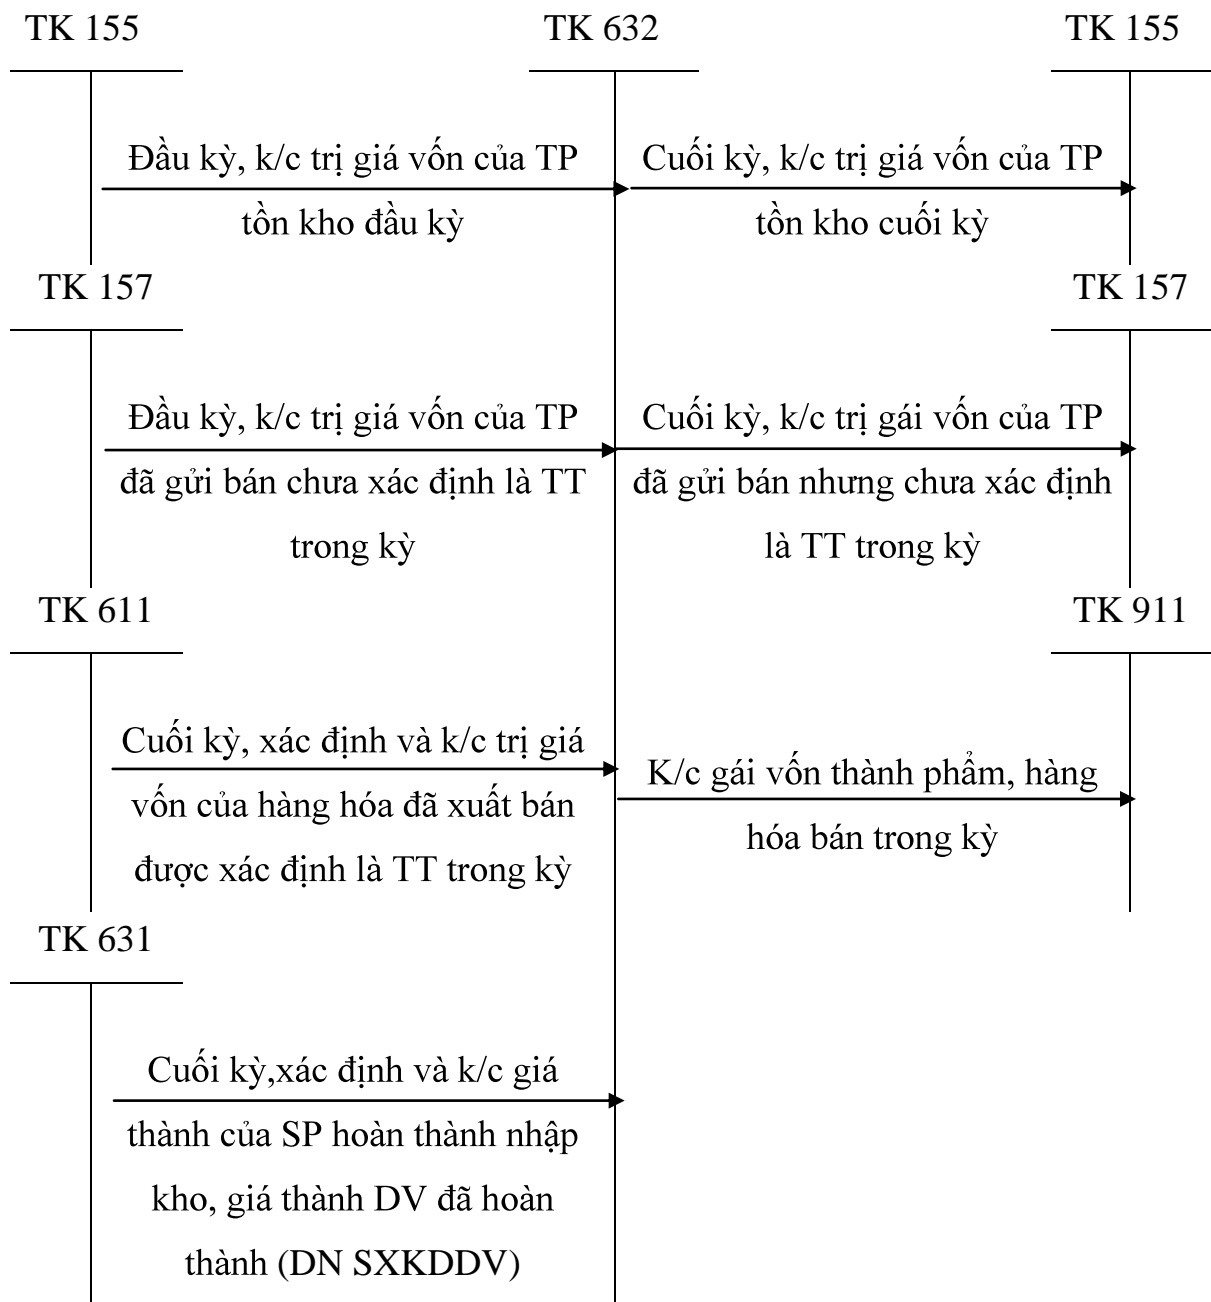 TK 155
TK 632
TK 155
Đầu kỳ, k/c trị giá vốn của TP
tồn kho đầu kỳ
Cuối kỳ, k/c trị giá vốn của TP
tồn kho cuối kỳ
TK 157
TK 157
Đầu kỳ, k/c trị giá vốn của TP
đã gửi bán chưa xác định là TT
trong kỳ
Cuối kỳ, k/c trị gái vốn của TP
đã gửi bán nhưng chưa xác định
là TT trong kỳ
TK 611
TK 911
Cuối kỳ, xác định và k/c trị giá
vốn của hàng hóa đã xuất bán
được xác định là TT trong kỳ
K/c gái vốn thành phẩm, hàng
hóa bán trong kỳ
TK 631
Cuối kỳ,xác định và k/c giá
thành của SP hoàn thành nhập
kho, giá thành DV đã hoàn
thành (DN SXKDDV)